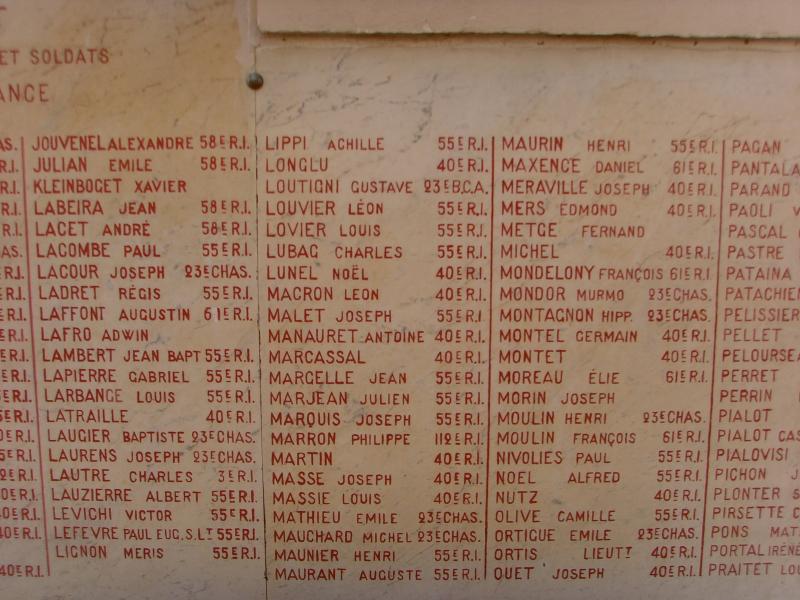 ET SOLDATS
ANCE
JOUVENEL ALEXANDRE 58E R.I.
JULIAN EMILE 58E R.I.
KLEINBOGET XAVIER
LABEIRA JEAN 58E R.I.
LACET ANDRÉ 58E R.I.
LACOMBE PAUL 55E R.I.
LACOUR JOSEPH 23E CHAS.
LADRET RÉGIS 55E R.I.
LAFFONT AUGUSTIN 61E R.I.
LAFRO ADWIN
LAMBERT JEAN BAPT 55E R.I.
LAPIERRE GABRIEL 55E R.I.
LARBANCE LOUIS 55E R.I.
LATRAILLE 40E R.I.
LAUGIER BAPTISTE 23E CHAS.
LAURENS JOSEPH 23E CHAS.
LAUTRE CHARLES 3E R.I.
LAUZIERRE ALBERT 55E R.I.
LEVICHI VICTOR 55E R.I.
LEFEVRE PAUL EUG. S.LT 55E R.I.
LIGNON MERIS 55E R.I.
LIPPI ACHILLE 55E R.I.
LONGLU 40E R.I.
LOUTIGNI GUSTAVE 23E B.C.A.
LOUVIER LÉON 55E R.I.
LOVIER LOUIS 55E R.I.
LUBAC CHARLES 55E R.I.
LUNEL NOËL 40E R.I.
MACRON LEON 40E R.I.
MALET JOSEPH 55E R.I.
MANAURET ANTOINE 40E R.I.
MARCASSAL 40E R.I.
MARCELLE JEAN 55E R.I.
MARJEAN JULIEN 55E R.I.
MARQUIS JOSEPH 55E R.I.
MARRON PHILIPPE 112E R.I.
MARTIN 40E R.I.
MASSE JOSEPH 40E R.I.
MASSIE LOUIS 40E R.I.
MATHIEU EMILE 23E CHAS.
MAUCHARD MICHEL 23E CHAS.
MAUNIER HENRI 55E R.I.
MAURANT AUGUSTE 55E R.I.
MAURIN HENRI 55E R.I.
MAXENCE DANIEL 61E R.I.
MERAVILLE JOSEPH 40E R.I.
MERS EDMOND 40E R.I.
METGE FERNAND
MICHEL 40E R.I.
MONDELONY FRANÇOIS 61E R.I.
MONDOR MURMO 23E CHAS.
MONTAGNON HIPP. 23E CHAS.
MONTEL GERMAIN 40E R.I.
MONTET 40E R.I.
MOREAU ÉLIE 61E R.I.
MORIN JOSEPH
MOULIN HENRI 23E CHAS.
MOULIN FRANÇOIS 61E R.I.
NIVOLIES PAUL 55E R.I.
NOEL ALFRED 55E R.I.
NUTZ 40E R.I.
OLIVE CAMILLE 55E R.I.
ORTIGUE EMILE 23E CHAS.
ORTIS LIEUTT 40E R.I.
OUET JOSEPH 40E R.I.
PAGAN
PANTALA
PARAND
PAOLI
PASCAL
PASTRE
PATAINA
PATACHIE
PELISSIER
PELLET
PELOURSE
PERRET
PERRIN
PIALOT
PIALOT CAS
PIALOVISI
PICHON J
PLONTER S
PIRSETTE C
PONS MAT
PORTAL IRÉNÉ
PRAITET LOU